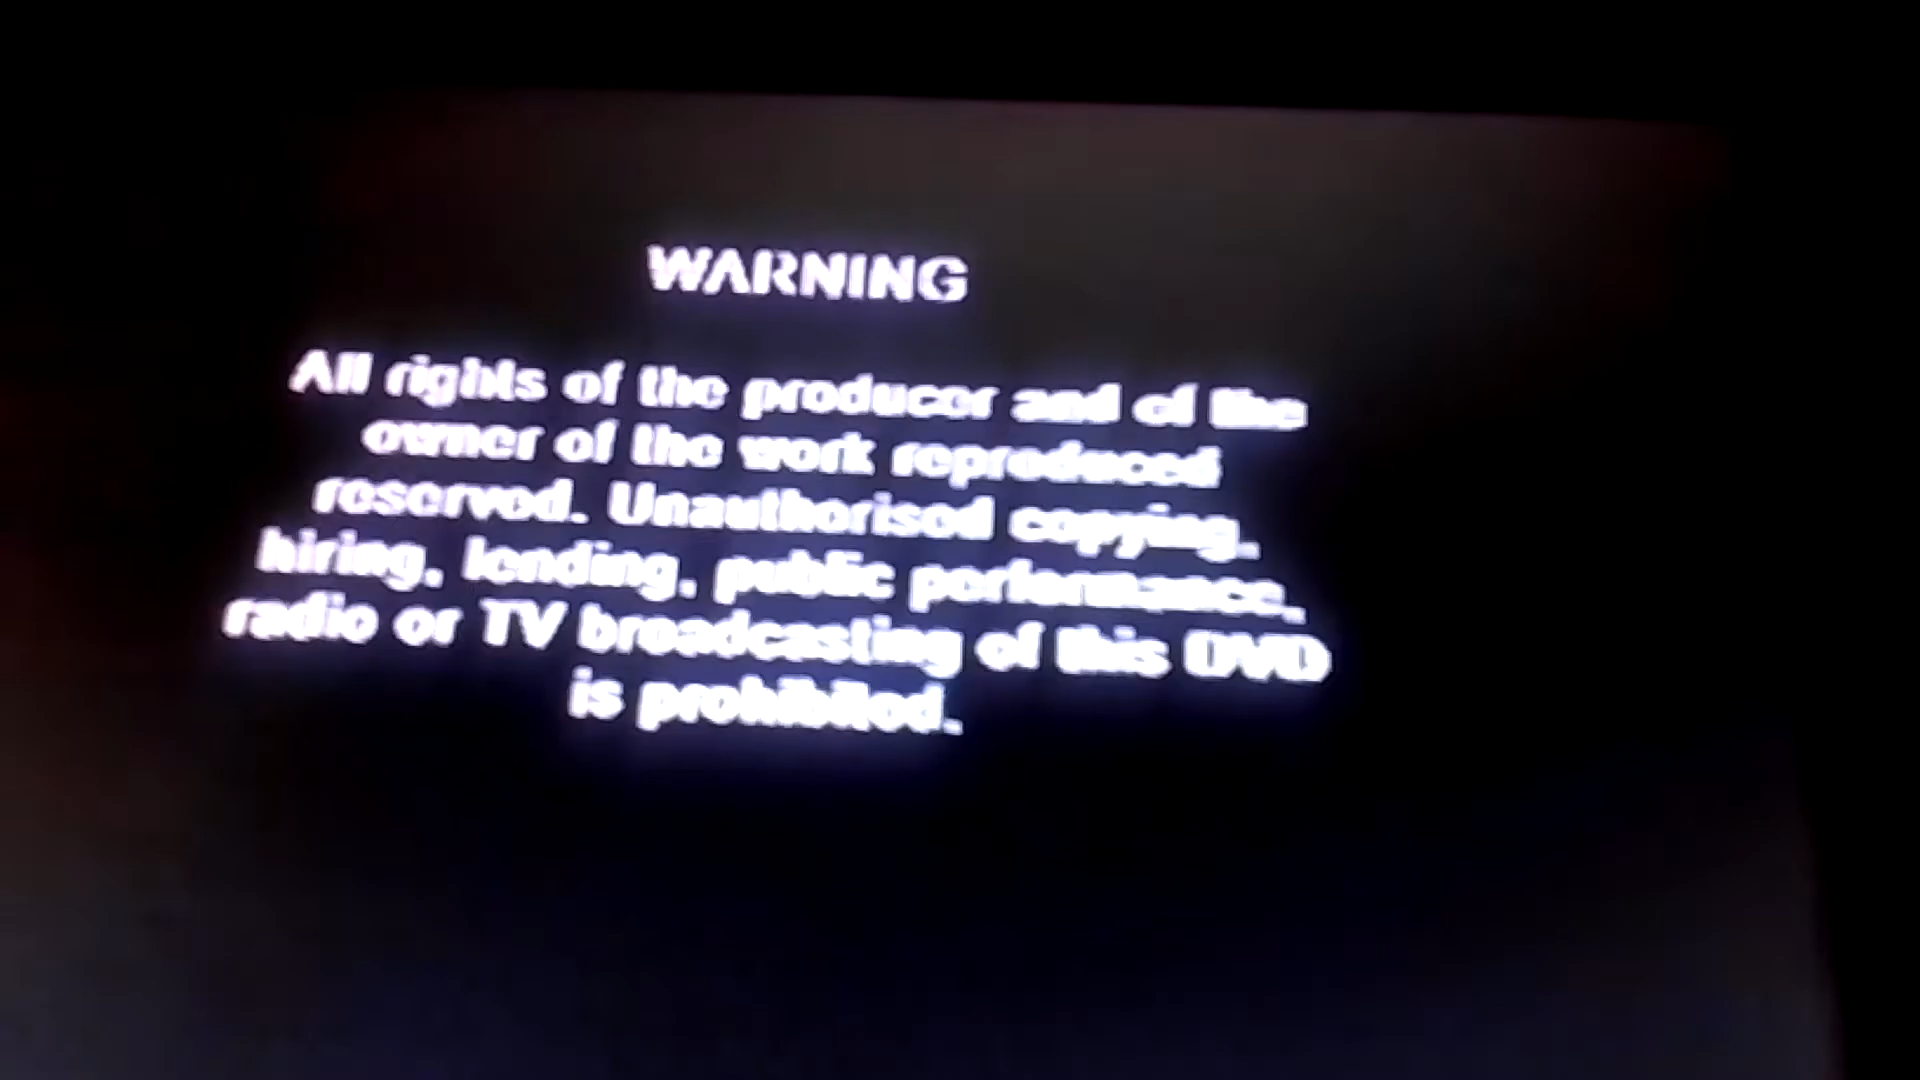 WARNING
All rights of the producer and of the
owner of the work reproduced
reserved. Unauthorised copying,
hiring, lending, public performance,
radio or TV broadcasting of this DVD
is prohibited.